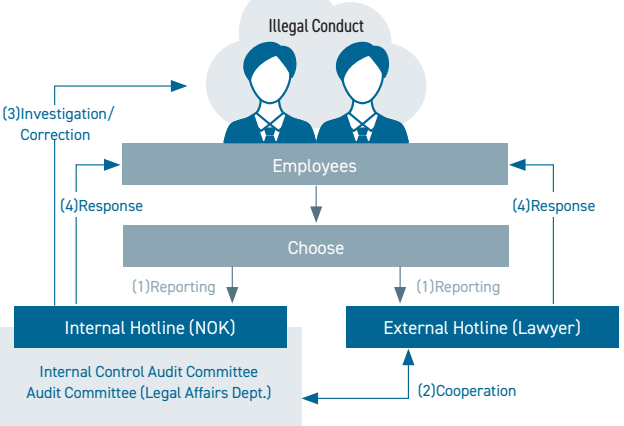 Illegal Conduct
(3)Investigation/
Correction
Employees
(4)Response
(4)Response
Choose
(1)Reporting
(1)Reporting
Internal Hotline (NOK)
External Hotline (Lawyer)
Internal Control Audit Committee
Audit Committee (Legal Affairs Dept.)
(2)Cooperation